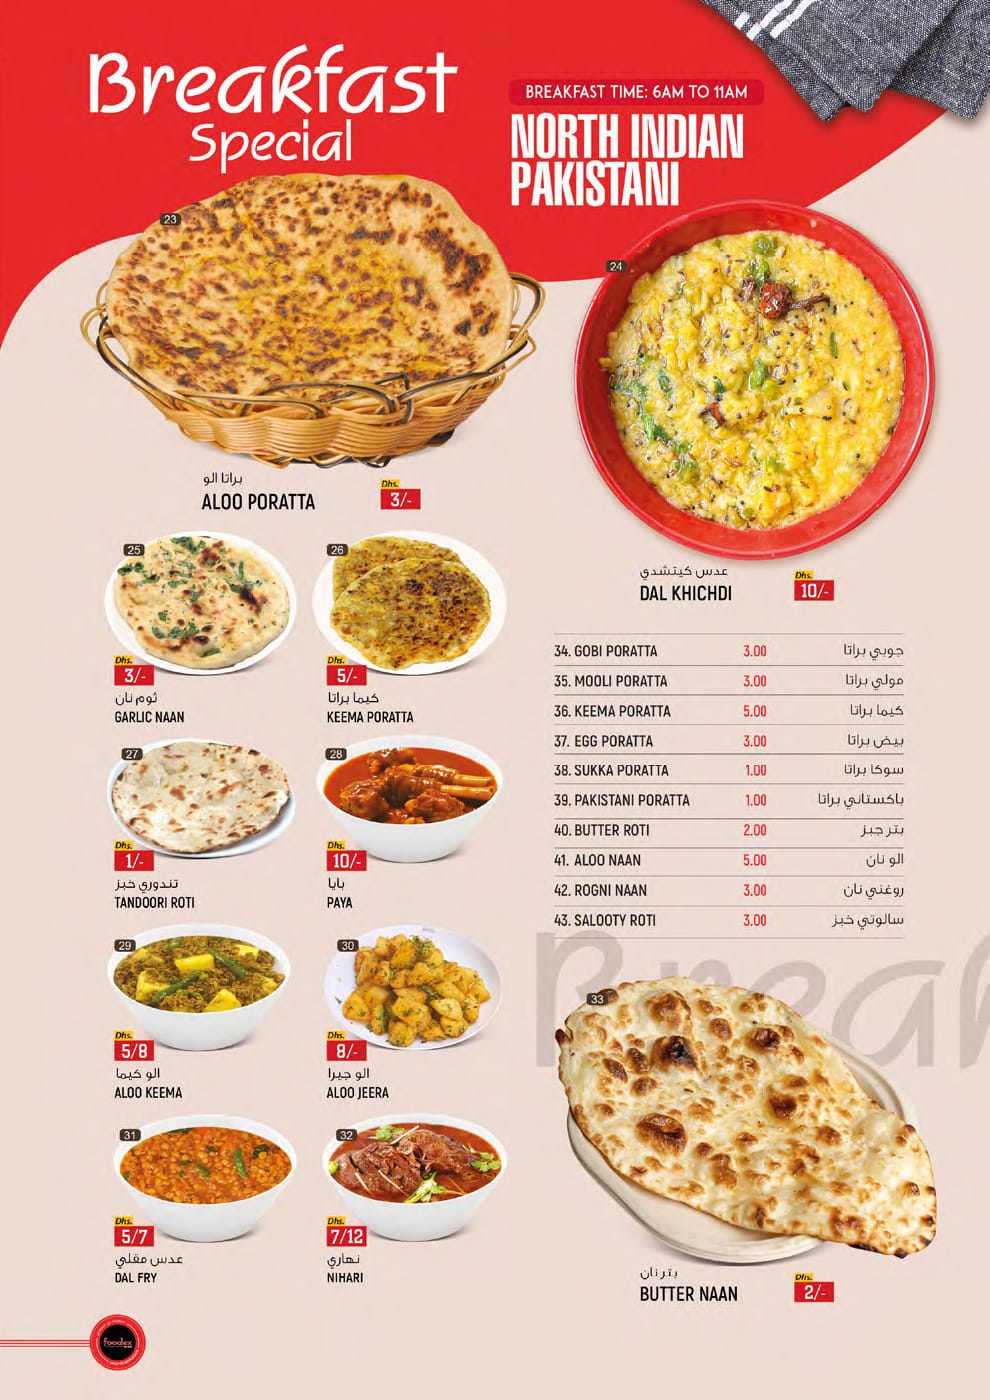 Breakfast
Special
BREAKFAST TIME: 6AM TO 11AM
NORTH INDIAN
PAKISTANI
23
براتا الو
ALOO PORATTA
Dhs.
3/-
24
عدس كيتشدي
DAL KHICHDI
Dhs.
10/-
25
Dhs.
3/-
ثوم نان
GARLIC NAAN
26
Dhs.
5/-
كيما براتا
KEEMA PORATTA
27
Dhs.
1/-
تندوري خبز
TANDOORI ROTI
28
Dhs.
10/-
بايا
PAYA
29
Dhs.
5/8
الو كيما
ALOO KEEMA
30
Dhs.
8/-
الو جيرا
ALOO JEERA
31
Dhs.
5/7
عدس مقلي
DAL FRY
32
Dhs.
7/12
نهاري
NIHARI
34. GOBI PORATTA 3.00 جوبي براتا
35. MOOLI PORATTA 3.00 مولي براتا
36. KEEMA PORATTA 5.00 كيما براتا
37. EGG PORATTA 3.00 بيض براتا
38. SUKKA PORATTA 1.00 سوكا براتا
39. PAKISTANI PORATTA 1.00 باكستاني براتا
40. BUTTER ROTI 2.00 بتر جبز
41. ALOO NAAN 5.00 الو نان
42. ROGNI NAAN 3.00 روغني نان
43. SALOOTY ROTI 3.00 سالوتي خبز
Break
33
بتر نان
BUTTER NAAN
Dhs.
2/-
foodex